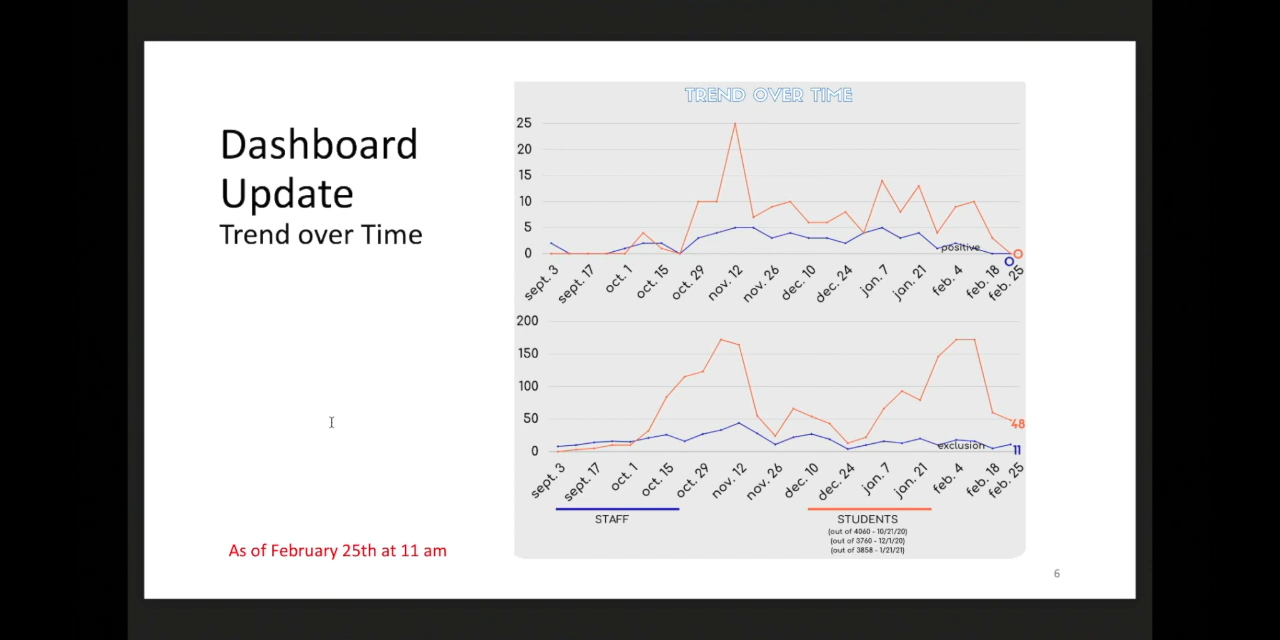 Dashboard
Update
Trend over Time
As of February 25th at 11 am
TREND OVER TIME
25
20
15
10
5
0
positive
0
0
sept. 3
sept. 17
oct. 1
oct. 15
oct. 29
nov. 12
nov. 26
dec. 10
dec. 24
jan. 7
jan. 21
feb. 4
feb. 18
feb. 25
200
150
100
50
0
exclusion
48
11
sept. 3
sept. 17
oct. 1
oct. 15
oct. 29
nov. 12
nov. 26
dec. 10
dec. 24
jan. 7
jan. 21
feb. 4
feb. 18
feb. 25
STAFF
STUDENTS
(out of 4060 - 10/21/20)
(out of 3760 - 12/1/20)
(out of 3858 - 1/21/21)
6